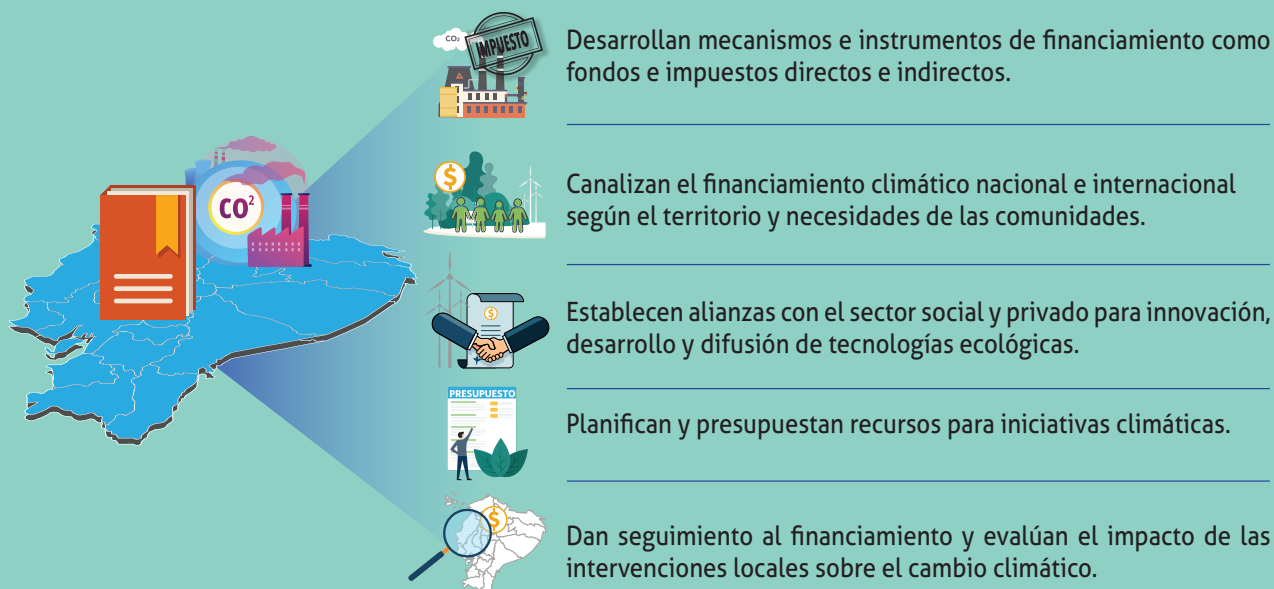 CO₂
IMPUESTO
Desarrollan mecanismos e instrumentos de financiamiento como
fondos e impuestos directos e indirectos.
$
Canalizan el financiamiento climático nacional e internacional
según el territorio y necesidades de las comunidades.
CO²
$
Establecen alianzas con el sector social y privado para innovación,
desarrollo y difusión de tecnologías ecológicas.
PRESUPUESTO
Planifican y presupuestan recursos para iniciativas climáticas.
$
Dan seguimiento al financiamiento y evalúan el impacto de las
intervenciones locales sobre el cambio climático.